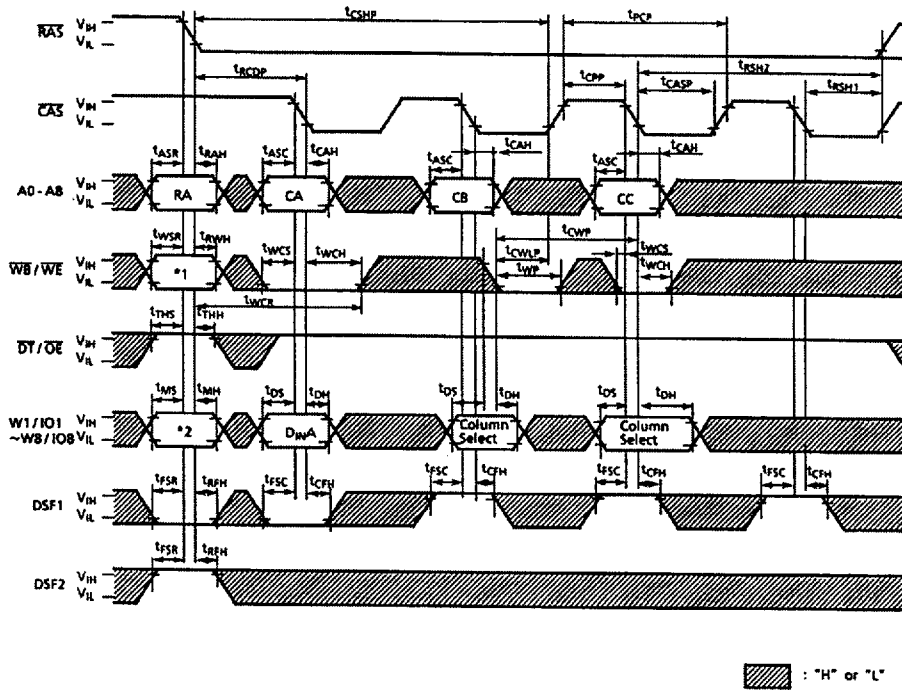 RAS VIH VIL
tCSHP tPCP
tRCDP tRSH2
CAS VIH VIL
tCPP tCASP tRSH1
tASR tRAH tASC tCAH tASC tCAH tASC tCAH
A0 - A8 VIH VIL
RA CA CB CC
tWSR tRWH tWCS tWCH tCWLP tCWP tWCS
WB / WE VIH VIL
*1 tWP tWCH
tWCR
tTHS tTHH
DT / OE VIH VIL
tMS tMH tDS tDH tDS tDH tDS tDH
W1 / IO1 VIH
~W8 / IO8 VIL
*2 DINA Column Select Column Select
tFSR tRFH tFSC tCFH tFSC tCFH tFSC tCFH tFSC tCFH
DSF1 VIH VIL
tFSR tRFH
DSF2 VIH VIL
: "H" or "L"